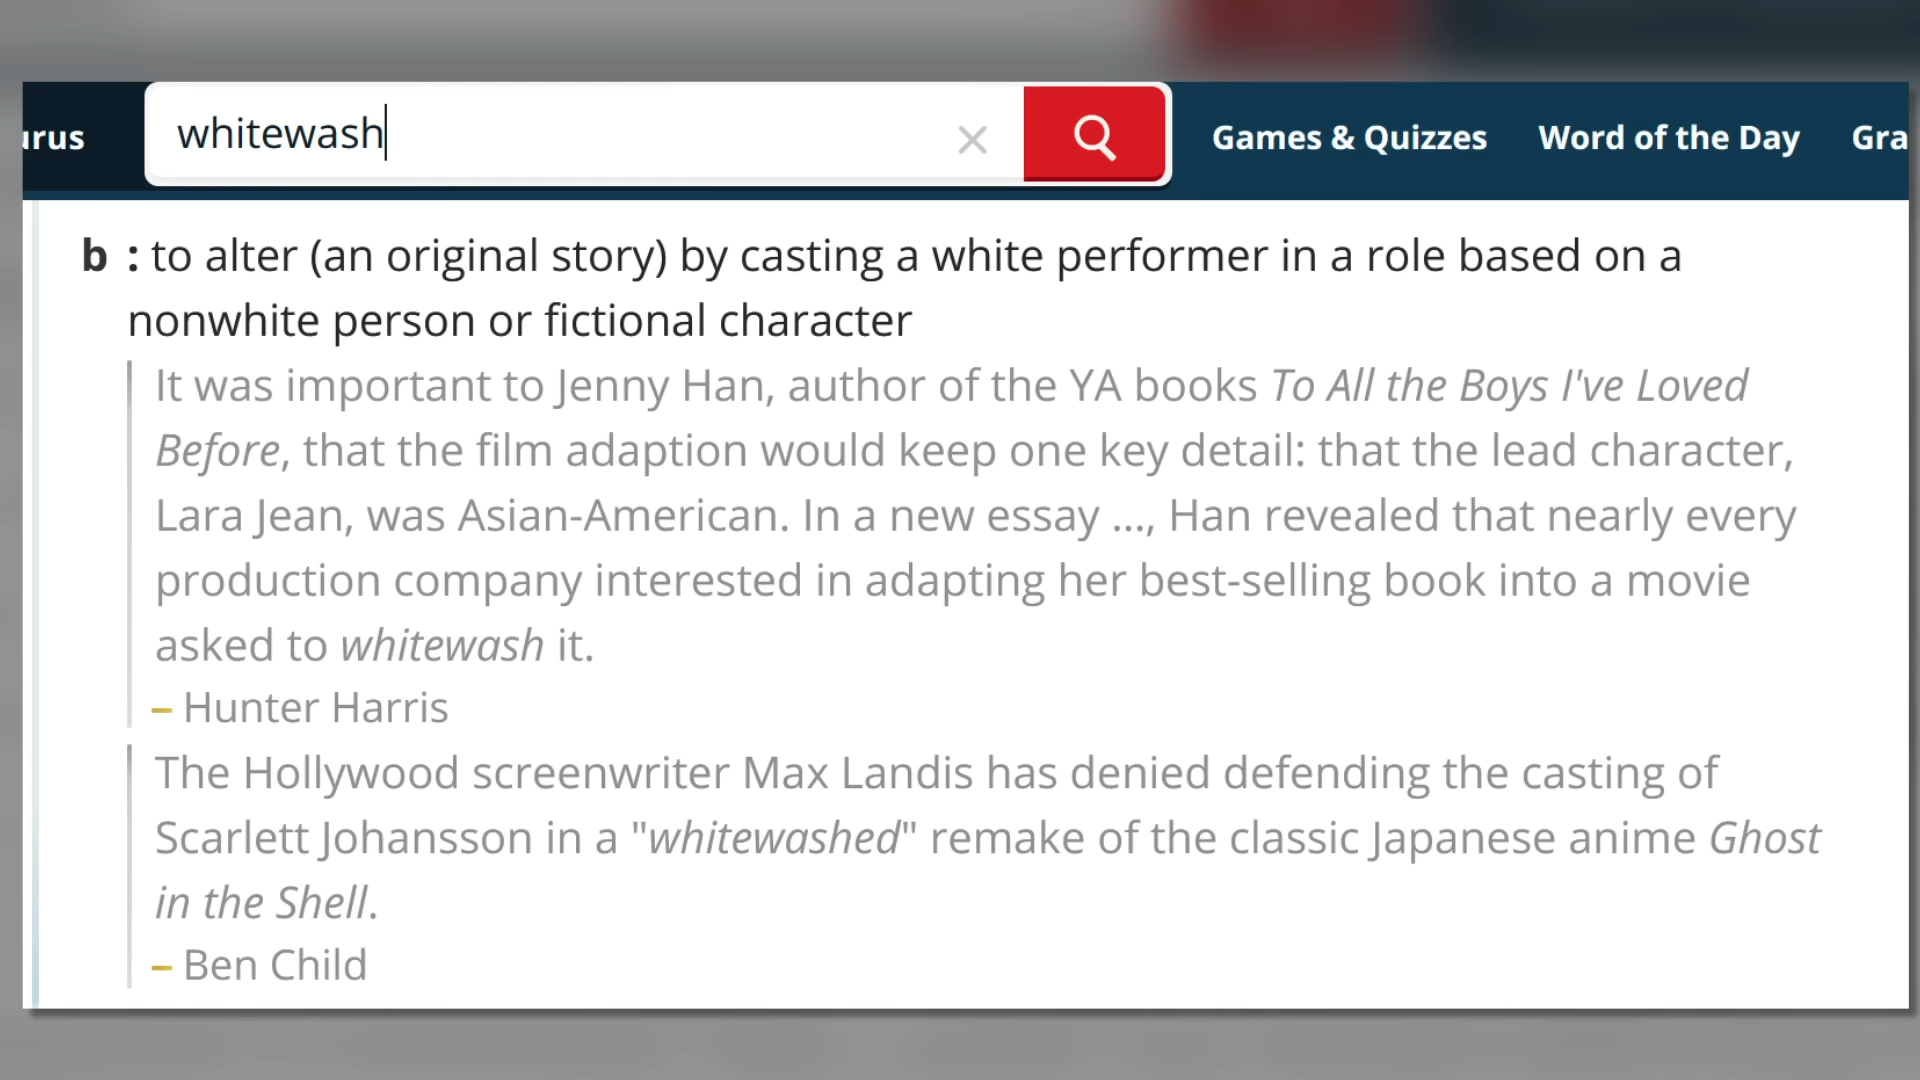 urus
whitewash
Games & Quizzes
Word of the Day
Gra
b : to alter (an original story) by casting a white performer in a role based on a
nonwhite person or fictional character
It was important to Jenny Han, author of the YA books To All the Boys I've Loved
Before, that the film adaption would keep one key detail: that the lead character,
Lara Jean, was Asian-American. In a new essay …, Han revealed that nearly every
production company interested in adapting her best-selling book into a movie
asked to whitewash it.
– Hunter Harris
The Hollywood screenwriter Max Landis has denied defending the casting of
Scarlett Johansson in a "whitewashed" remake of the classic Japanese anime Ghost
in the Shell.
– Ben Child